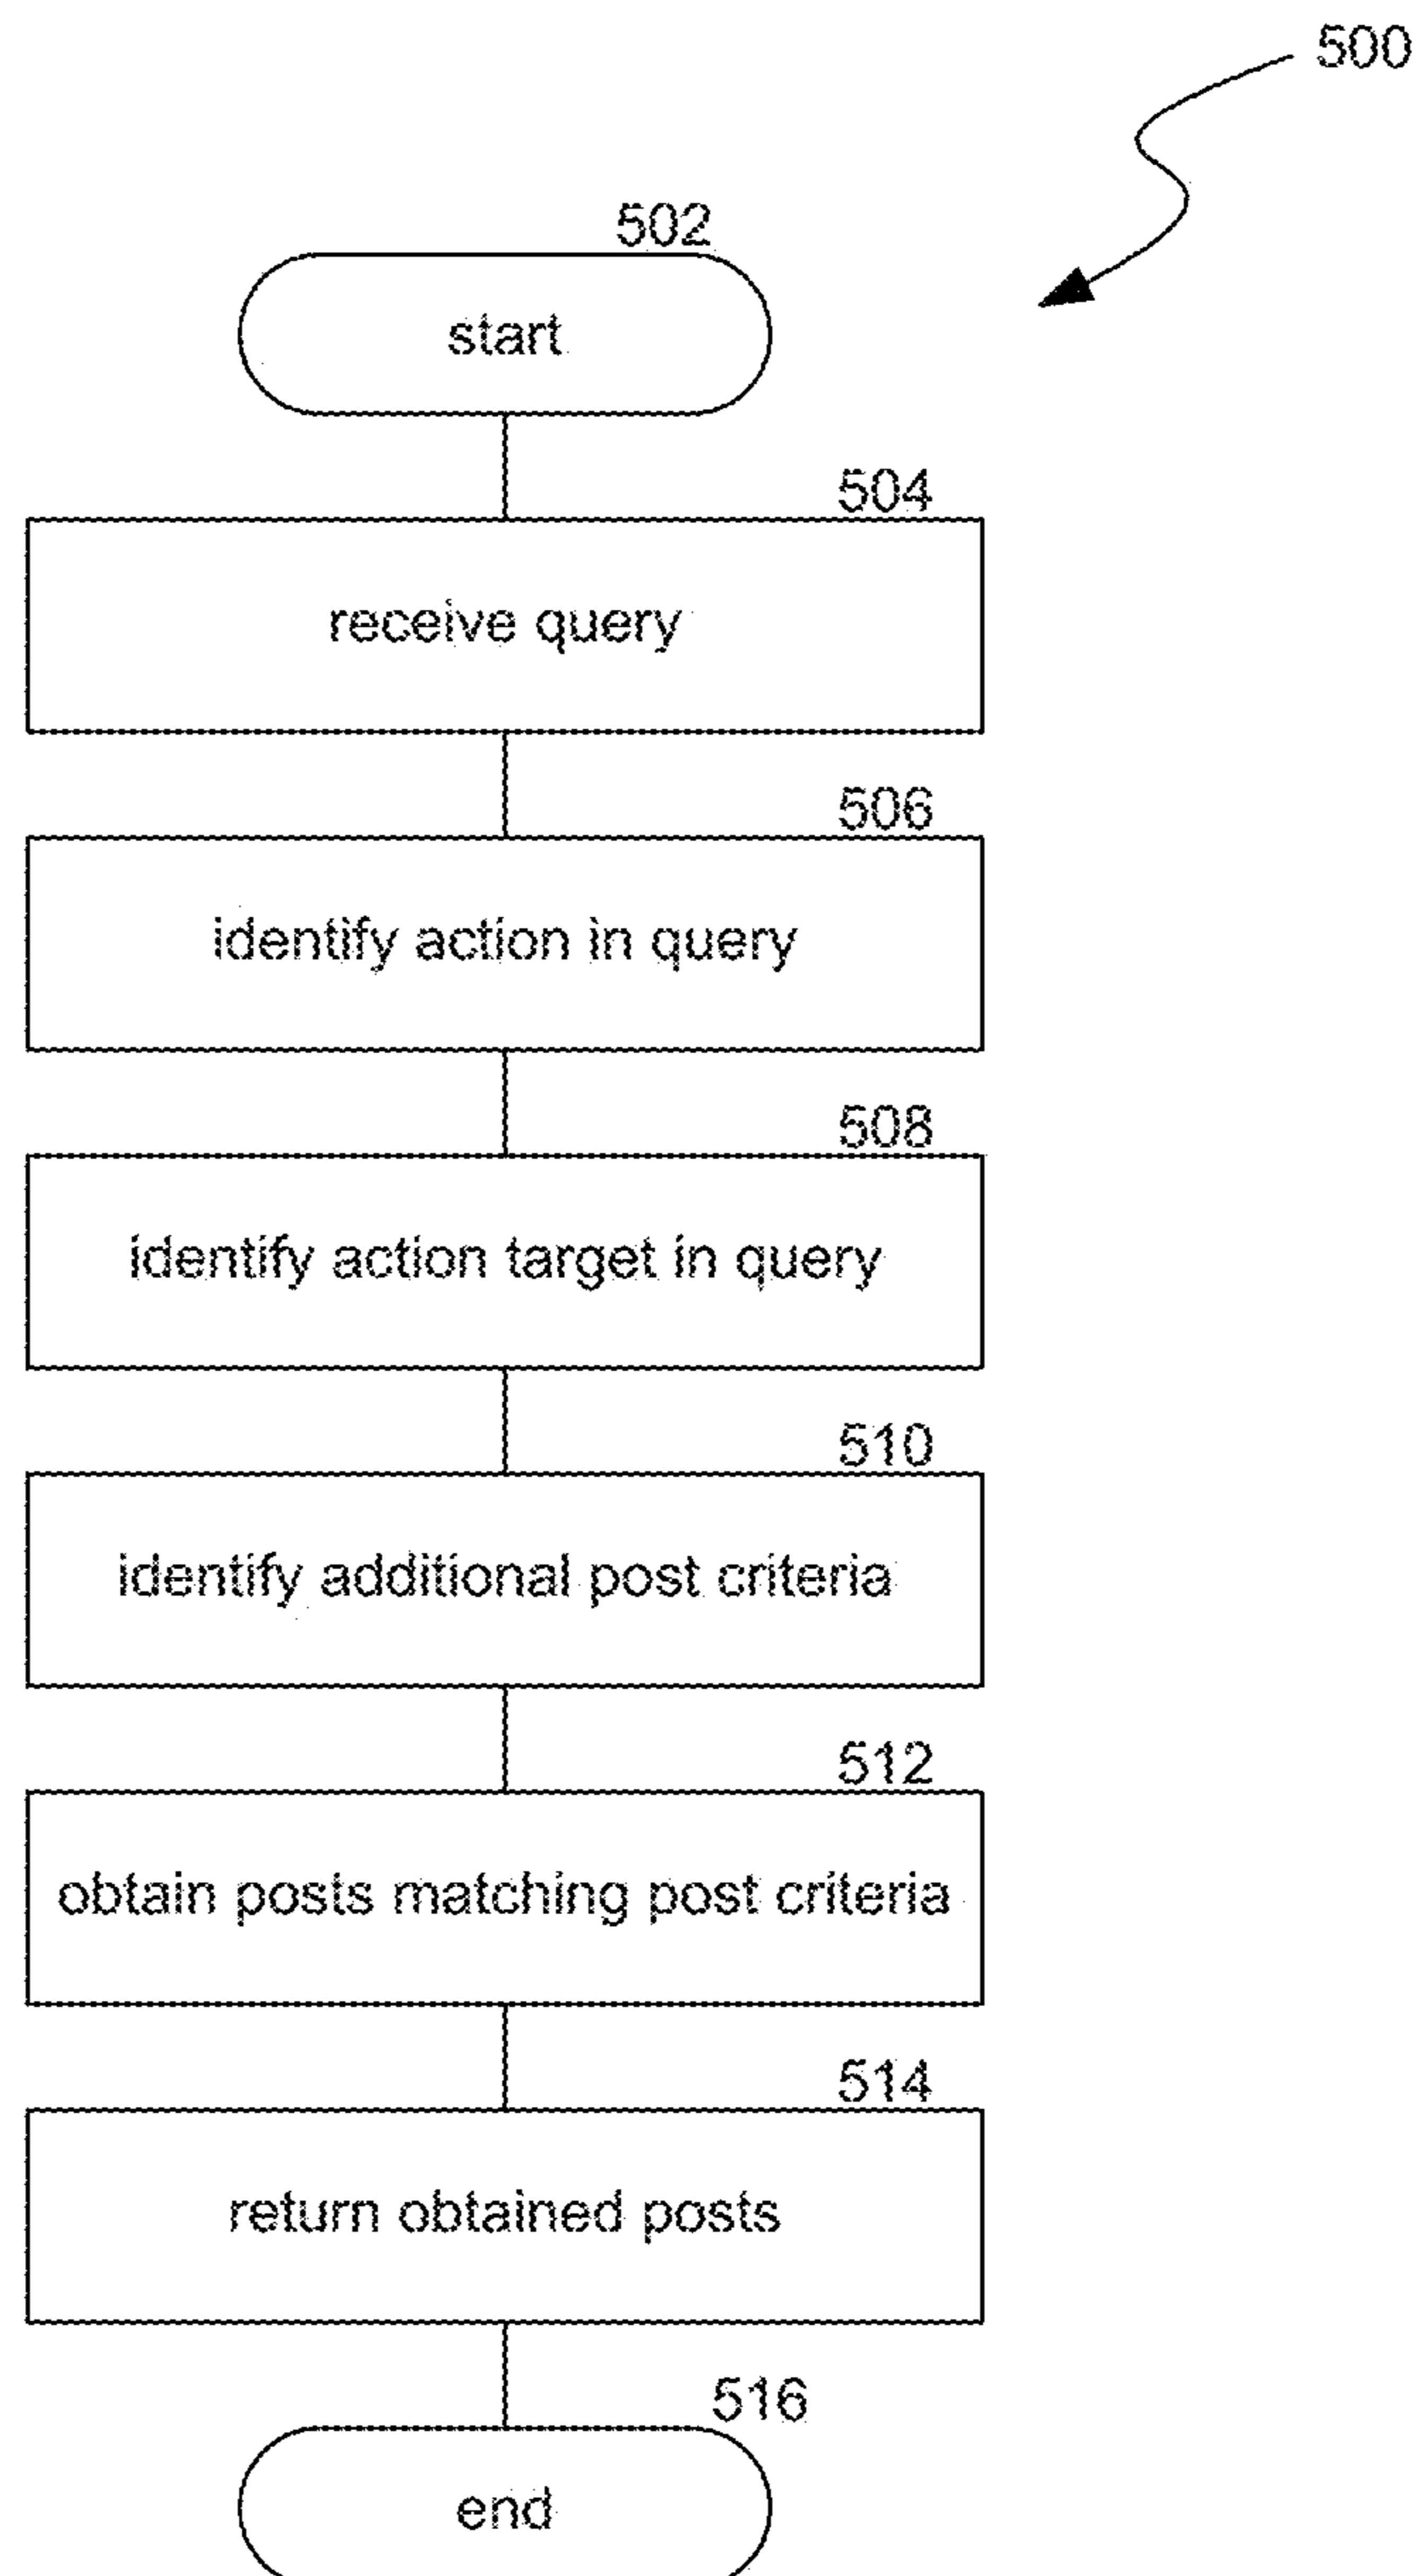 500
502
start
504
receive query
506
identify action in query
508
identify action target in query
510
identify additional post criteria
512
obtain posts matching post criteria
514
return obtained posts
516
end